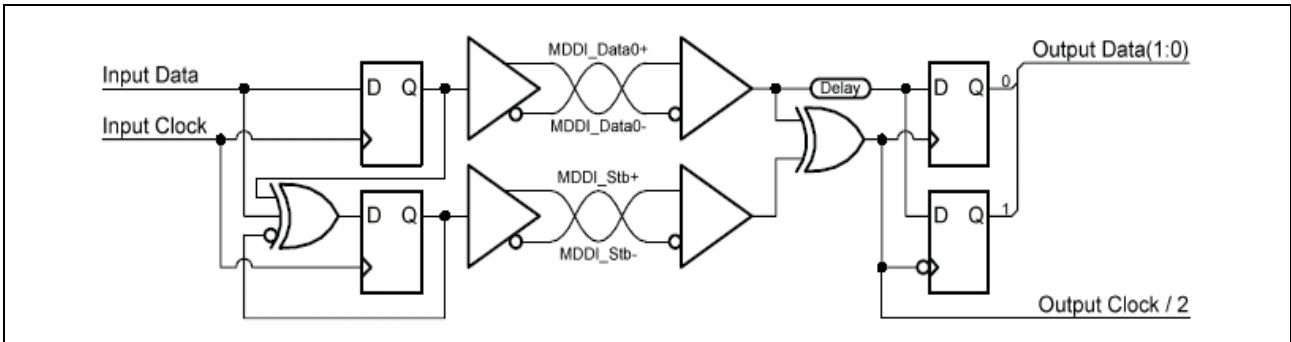 Input Data
Input Clock
D Q
D Q
MDDI_Data0+
MDDI_Data0-
MDDI_Stb+
MDDI_Stb-
Delay
D Q
0
D Q
1
Output Data(1:0)
Output Clock / 2